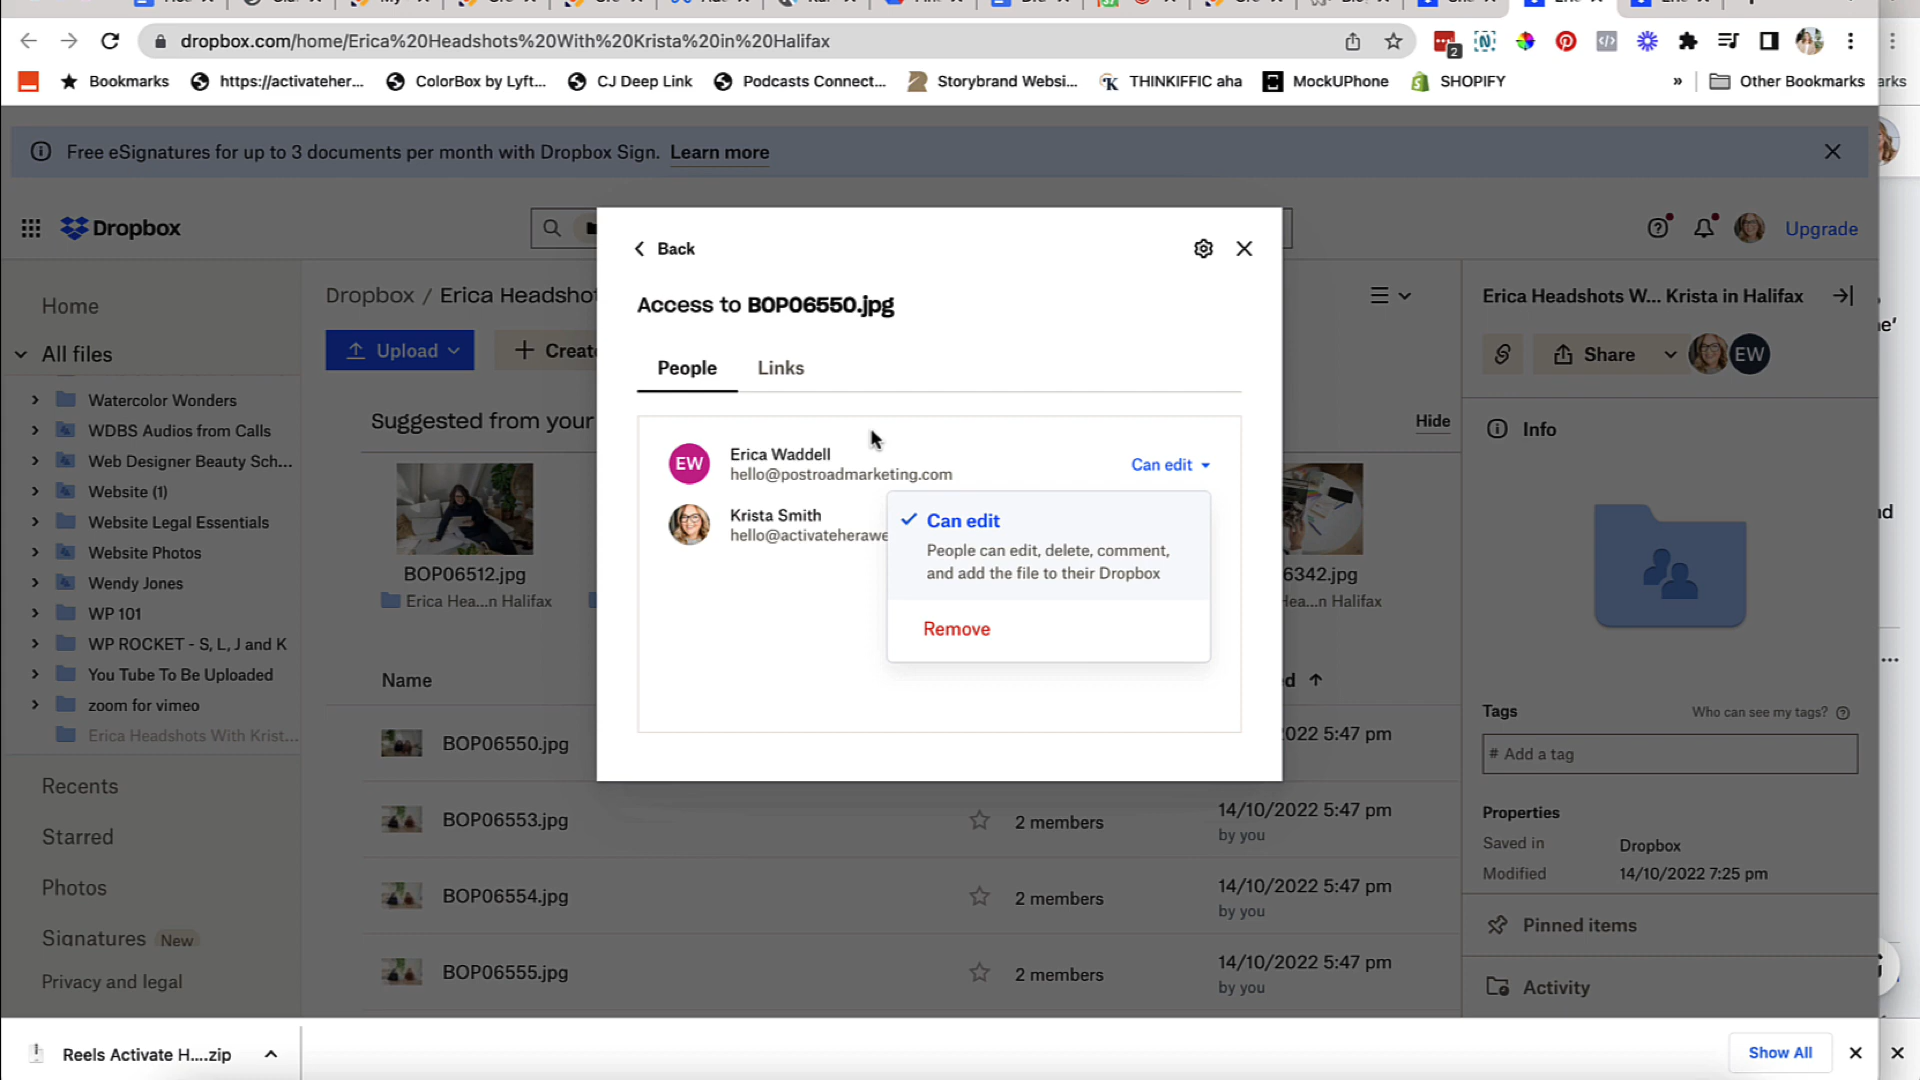 dropbox.com/home/Erica%20Headshots%20With%20Krista%20in%20Halifax
2
Bookmarks
https://activateher...
ColorBox by Lyft...
CJ Deep Link
Podcasts Connect...
Storybrand Websi...
THINKIFFIC aha
MockUPhone
SHOPIFY
»
Other Bookmarks
arks
Free eSignatures for up to 3 documents per month with Dropbox Sign. Learn more
Dropbox
Upgrade
Home
All files
Watercolor Wonders
WDBS Audios from Calls
Web Designer Beauty Sch...
Website (1)
Website Legal Essentials
Website Photos
Wendy Jones
WP 101
WP ROCKET - S, L, J and K
You Tube To Be Uploaded
zoom for vimeo
Erica Headshots With Krist...
Recents
Starred
Photos
Signatures New
Privacy and legal
Dropbox / Erica Headshot
Upload
Create
Suggested from your
Hide
BOP06512.jpg
Erica Hea...n Halifax
6342.jpg
Hea...n Halifax
Name
BOP06550.jpg
022 5:47 pm
BOP06553.jpg
2 members
14/10/2022 5:47 pm
by you
BOP06554.jpg
2 members
14/10/2022 5:47 pm
by you
BOP06555.jpg
2 members
14/10/2022 5:47 pm
by you
Back
Access to BOP06550.jpg
People
Links
EW
Erica Waddell
hello@postroadmarketing.com
Can edit
Krista Smith
hello@activateherawe
Can edit
People can edit, delete, comment,
and add the file to their Dropbox
Remove
Erica Headshots W... Krista in Halifax
Share
EW
Info
Tags
Who can see my tags?
# Add a tag
Properties
Saved in
Dropbox
Modified
14/10/2022 7:25 pm
Pinned items
Activity
Reels Activate H....zip
Show All